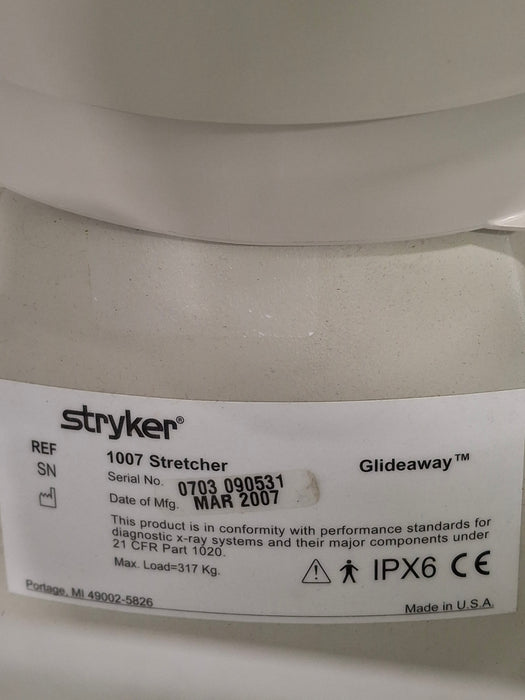 stryker®
REF 1007 Stretcher Glideaway™
SN Serial No. 0703 090531
Date of Mfg. MAR 2007
This product is in conformity with performance standards for
diagnostic x-ray systems and their major components under
21 CFR Part 1020.
Max. Load=317 Kg.
IPX6 CE
Portage, MI 49002-5826
Made in U.S.A.